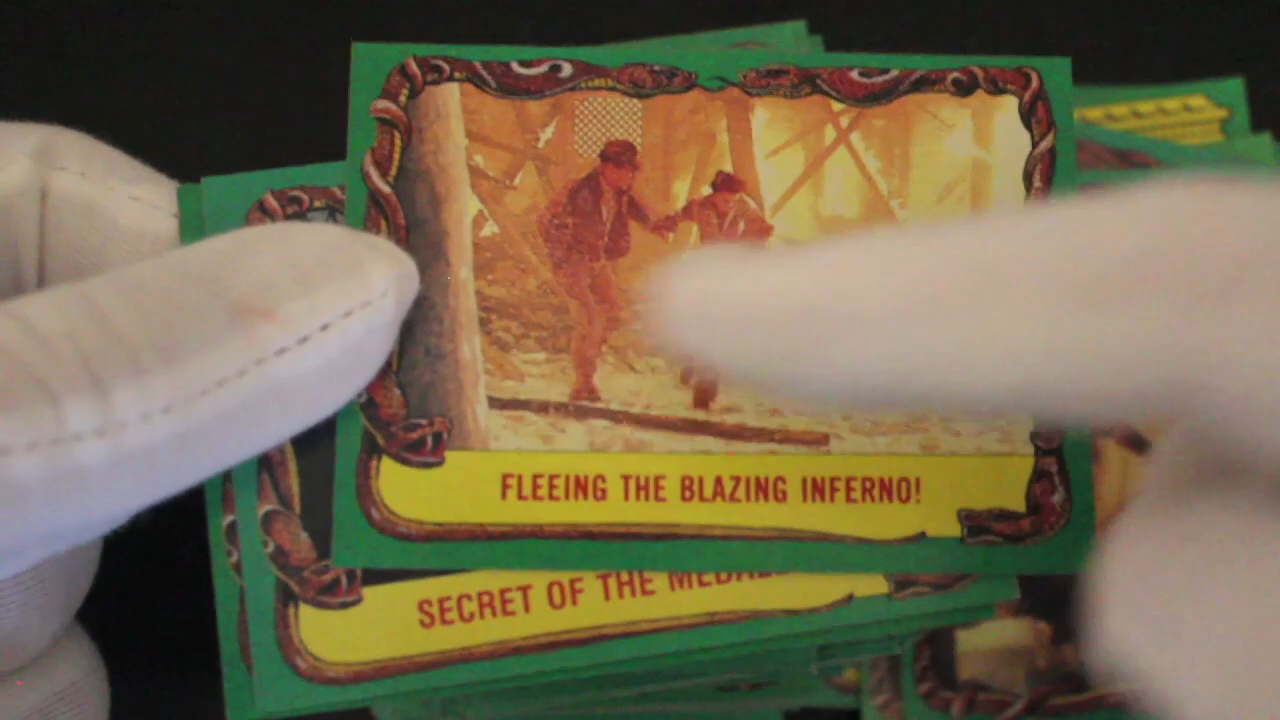 FLEEING THE BLAZING INFERNO!
SECRET OF THE